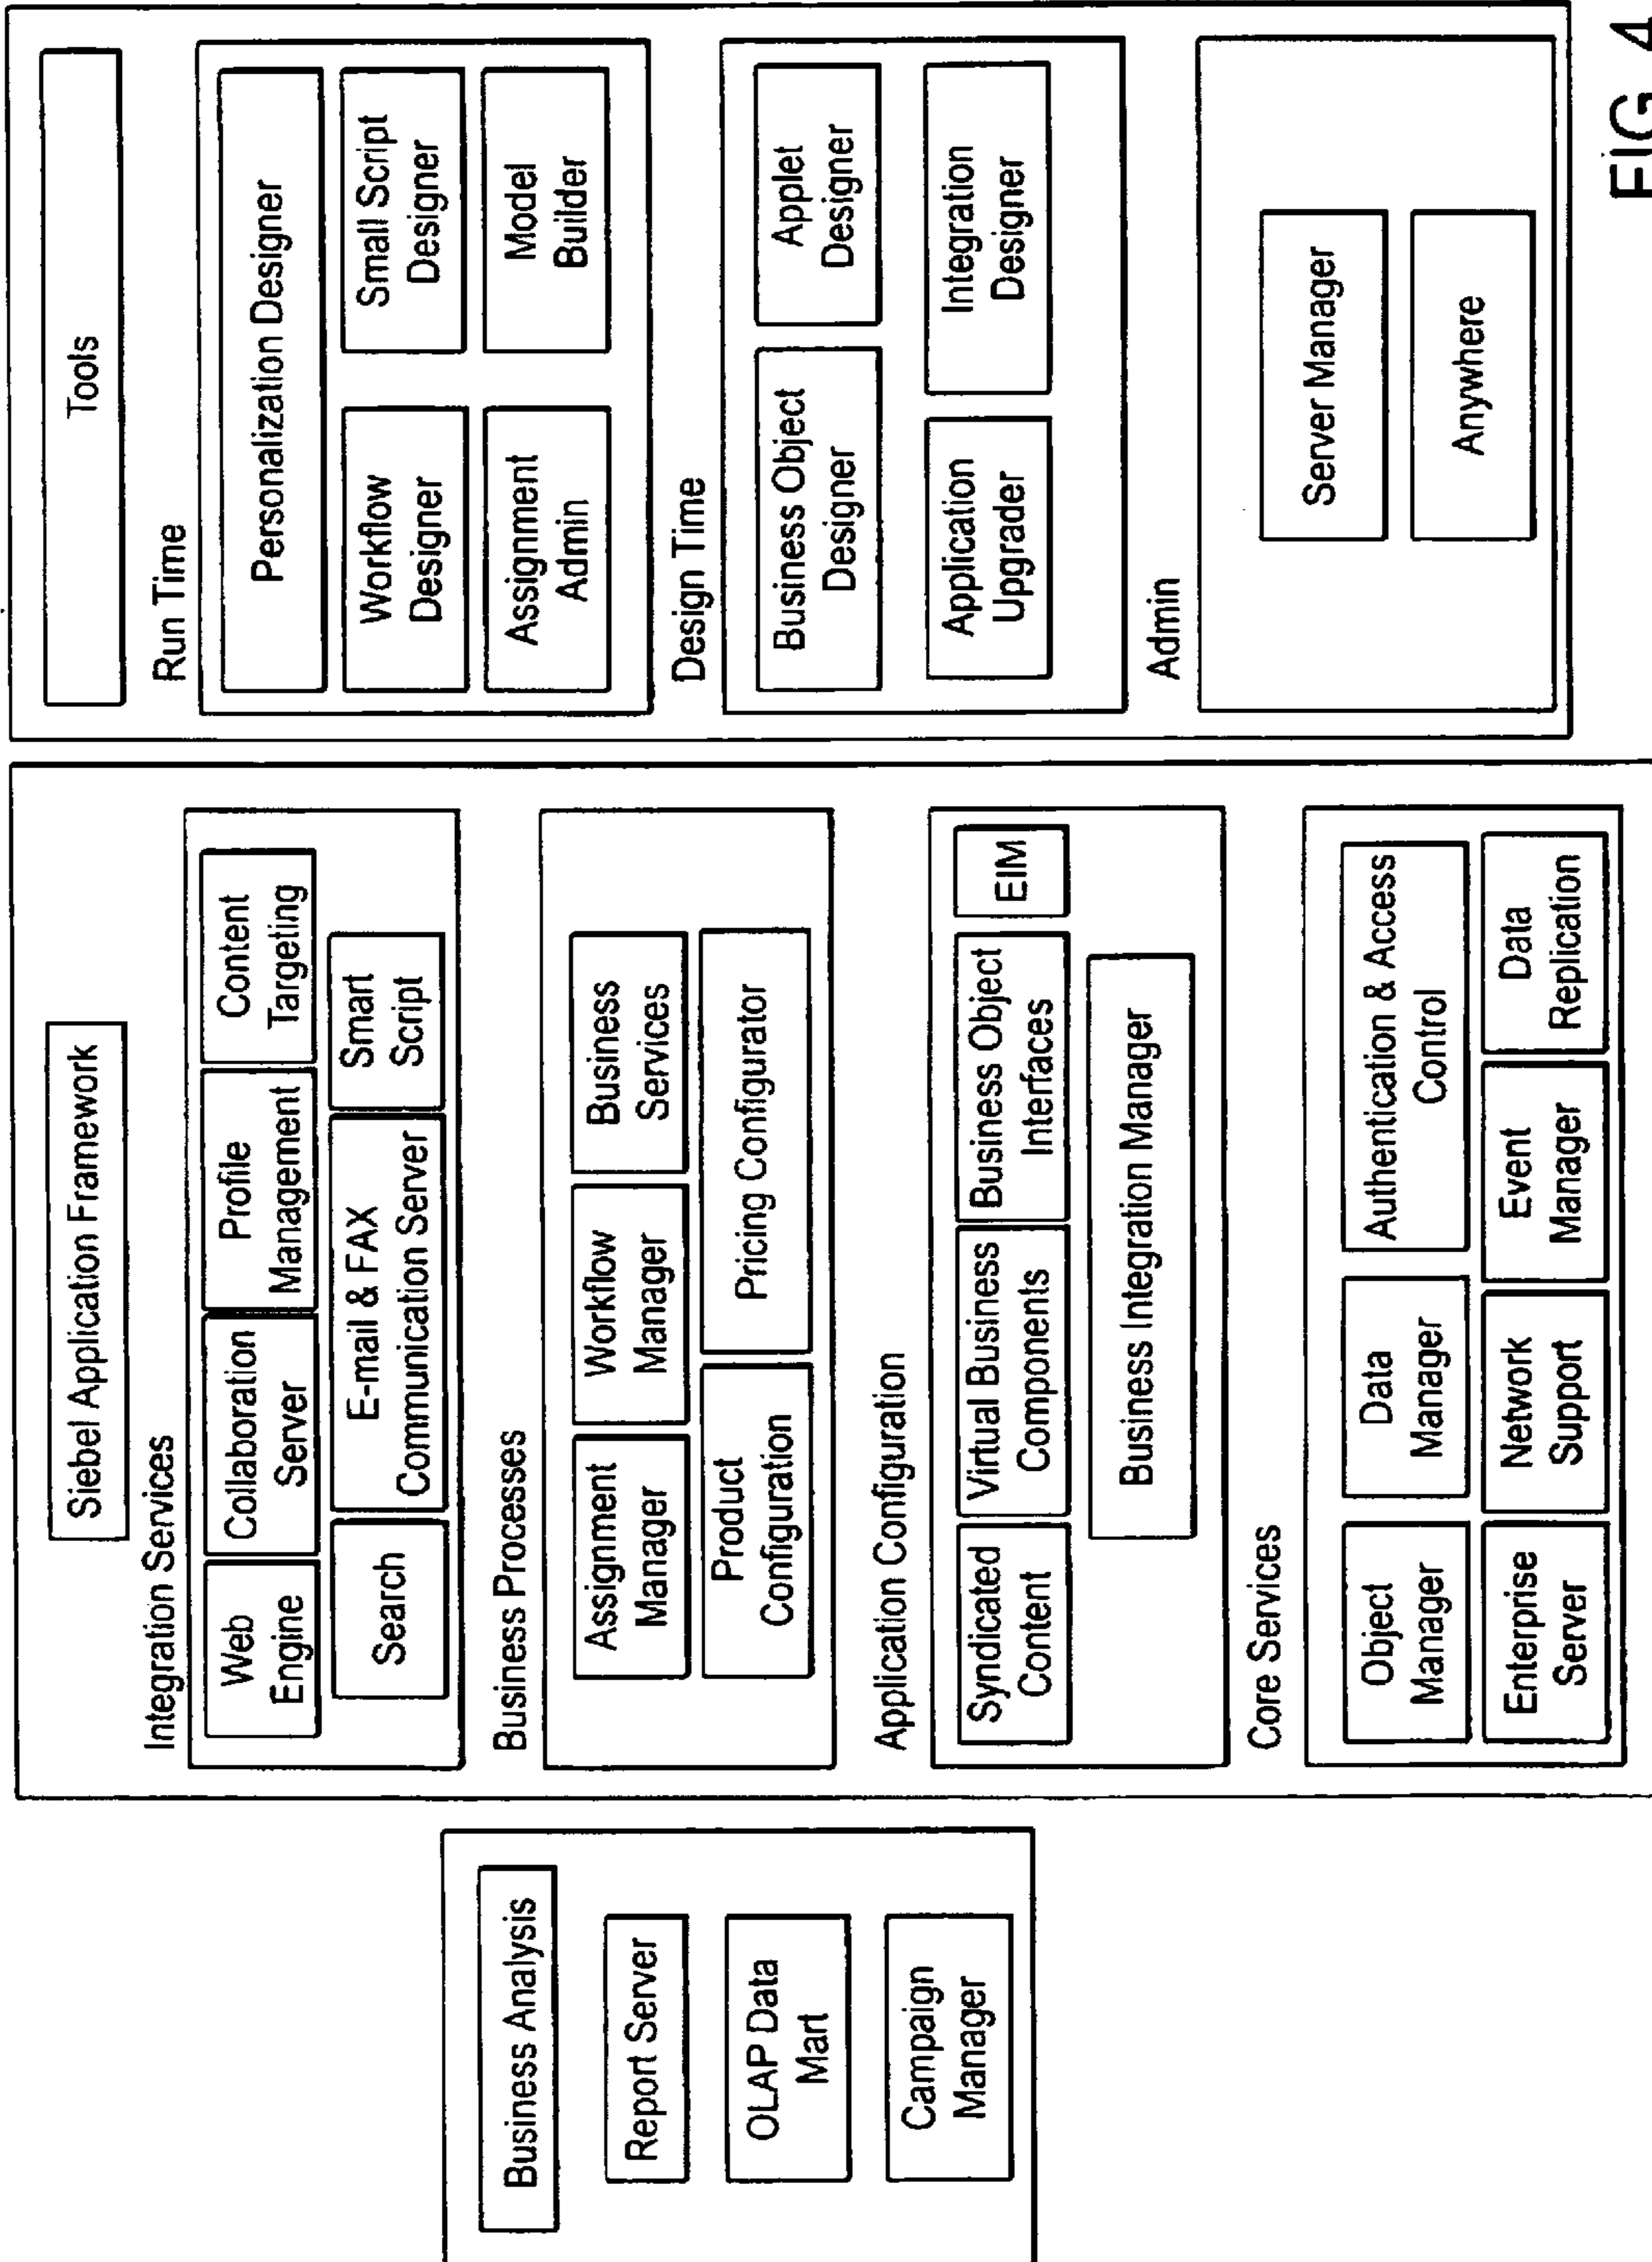 Business Analysis
Report Server
OLAP Data
Mart
Campaign
Manager
Siebel Application Framework
Integration Services
Web
Engine
Collaboration
Server
Profile
Management
Content
Targeting
Search
E-mail & FAX
Communication Server
Smart
Script
Business Processes
Assignment
Manager
Workflow
Manager
Business
Services
Product
Configuration
Pricing Configurator
Application Configuration
Syndicated
Content
Virtual Business
Components
Business Object
Interfaces
EIM
Business Integration Manager
Core Services
Object
Manager
Data
Manager
Authentication & Access
Control
Enterprise
Server
Network
Support
Event
Manager
Data
Replication
Tools
Run Time
Personalization Designer
Workflow
Designer
Small Script
Designer
Assignment
Admin
Model
Builder
Design Time
Business Object
Designer
Applet
Designer
Application
Upgrader
Integration
Designer
Admin
Server Manager
Anywhere
FIG. 4